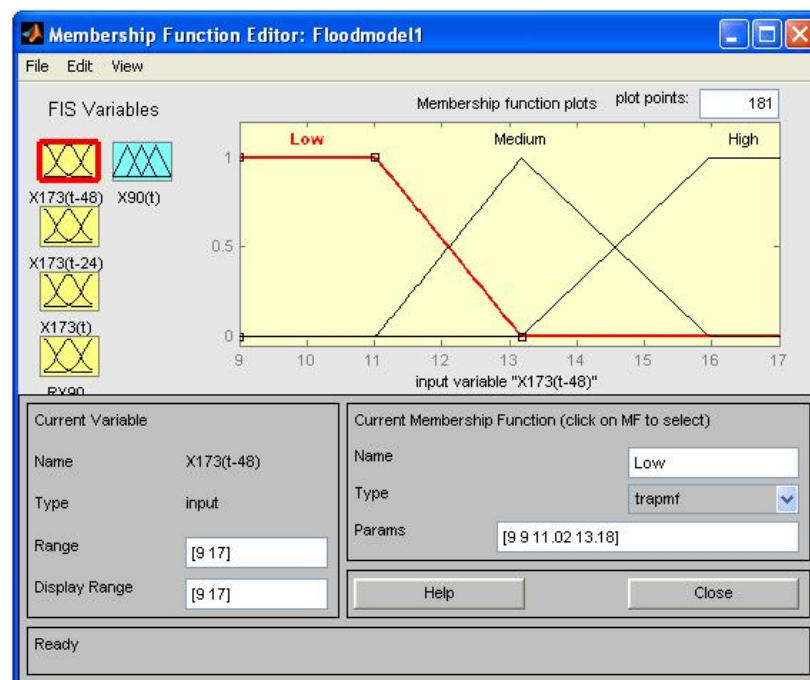 Membership Function Editor: Floodmodel1
File Edit View
FIS Variables
Membership function plots
plot points:
181
X173(t-48)
X90(t)
X173(t-24)
X173(t)
RX90
Low
Medium
High
1
0.5
0
9 10 11 12 13 14 15 16 17
input variable "X173(t-48)"
Current Variable
Name X173(t-48)
Type input
Range [9 17]
Display Range [9 17]
Current Membership Function (click on MF to select)
Name Low
Type trapmf
Params [9 9 11.02 13.18]
Help
Close
Ready